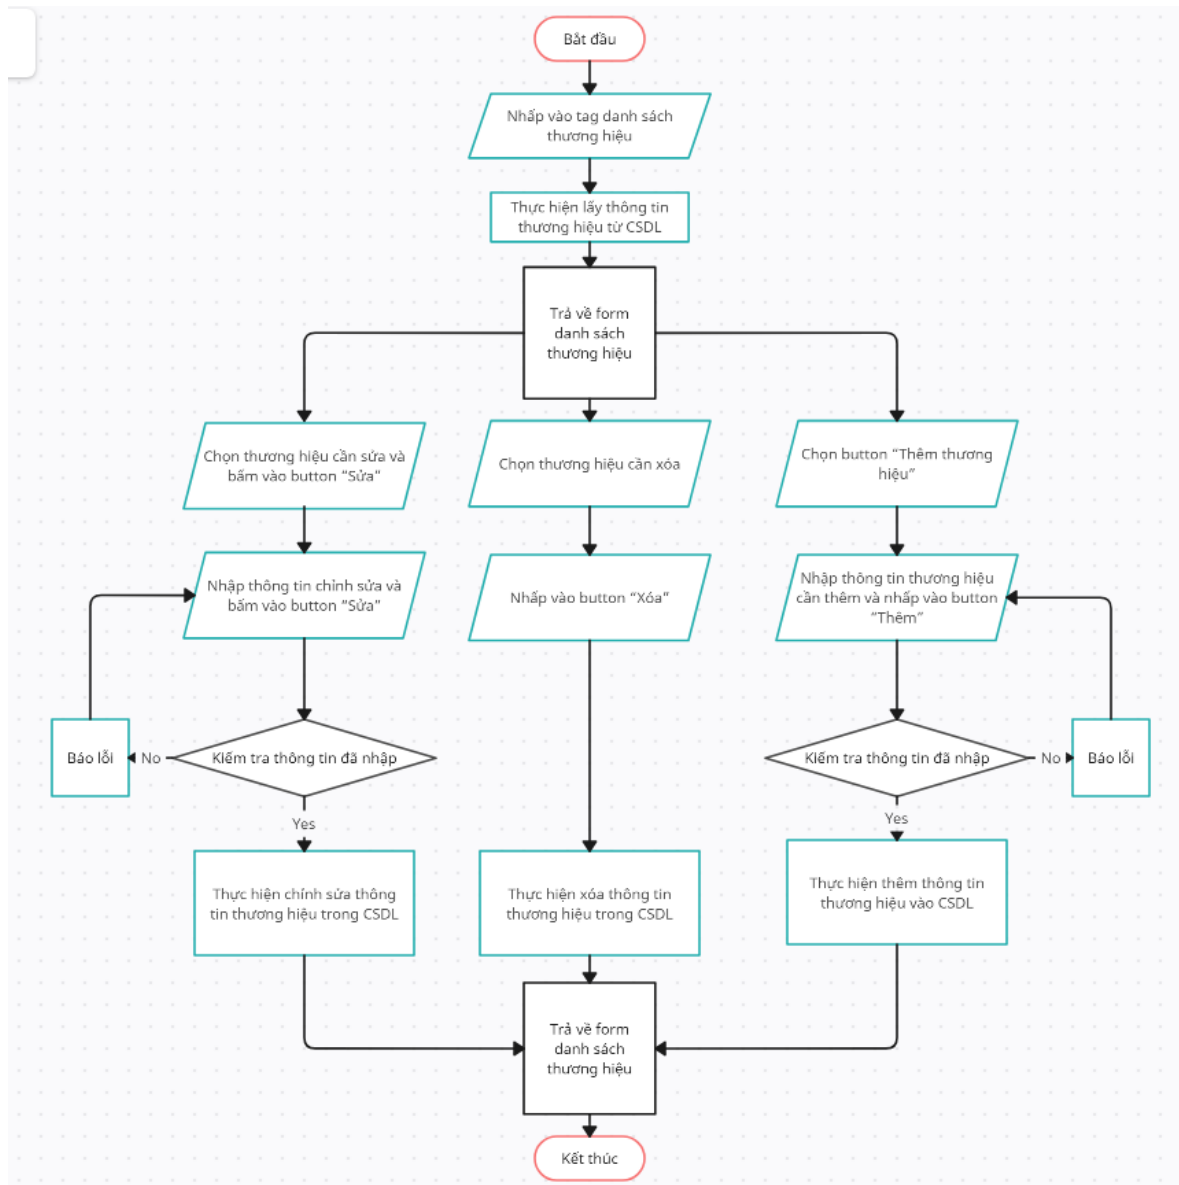 Bắt đầu
Nhấp vào tag danh sách
thương hiệu
Thực hiện lấy thông tin
thương hiệu từ CSDL
Trả về form
danh sách
thương hiệu
Chọn thương hiệu cần sửa và
bấm vào button “Sửa”
Chọn thương hiệu cần xóa
Chọn button “Thêm thương
hiệu”
Nhập thông tin chỉnh sửa và
bấm vào button “Sửa”
Nhấp vào button “Xóa”
Nhập thông tin thương hiệu
cần thêm và nhấp vào button
“Thêm”
Báo lỗi
No
Kiểm tra thông tin đã nhập
Kiểm tra thông tin đã nhập
No
Báo lỗi
Yes
Yes
Thực hiện chỉnh sửa thông
tin thương hiệu trong CSDL
Thực hiện xóa thông tin
thương hiệu trong CSDL
Thực hiện thêm thông tin
thương hiệu vào CSDL
Trả về form
danh sách
thương hiệu
Kết thúc